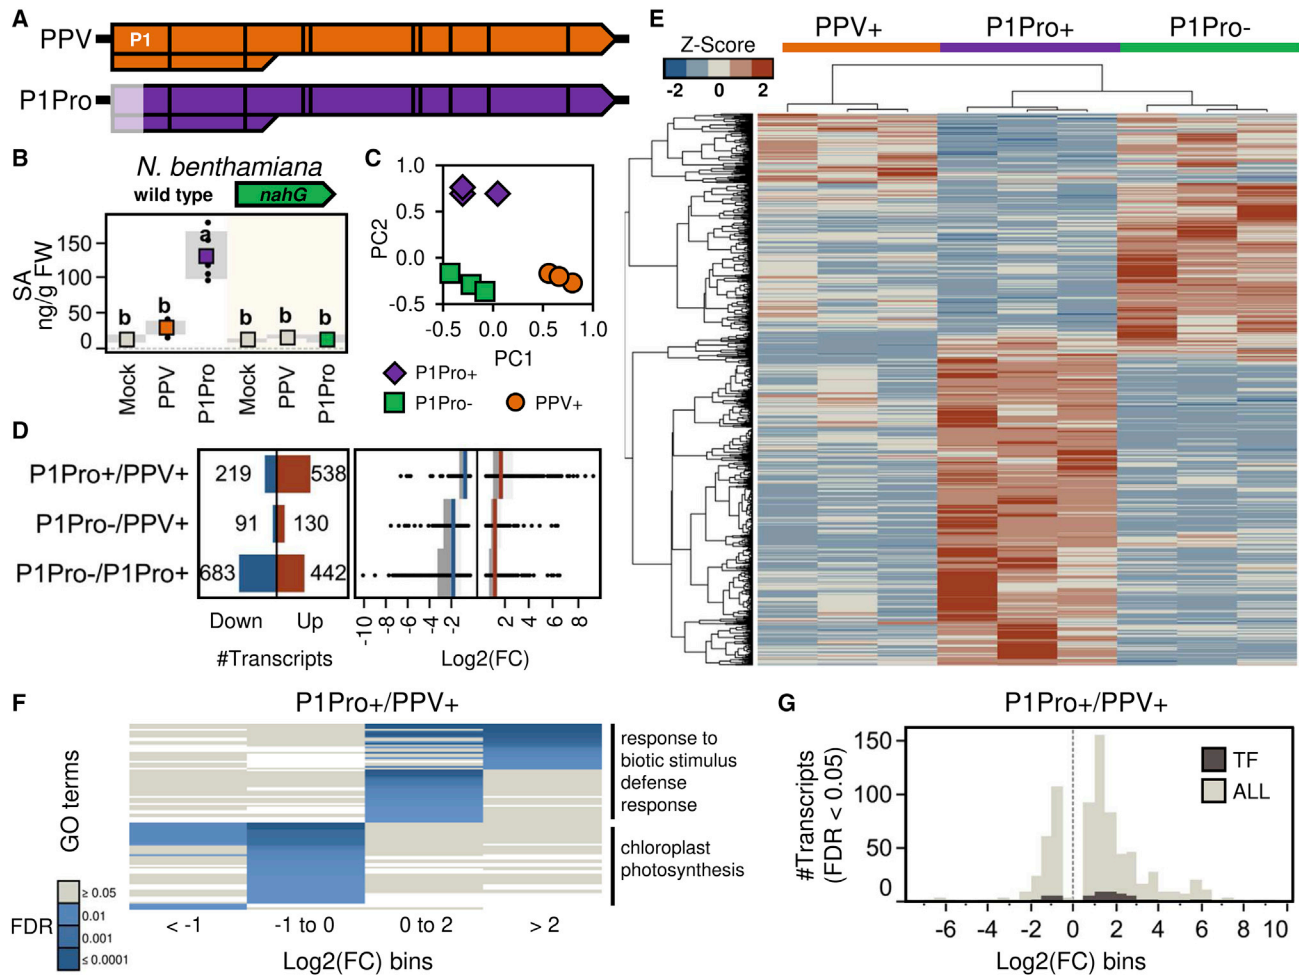 A
PPV
P1
P1Pro
B
N. benthamiana
wild type
nahG
SA
ng/g FW
150
100
50
0
b
b
a
b
b
b
Mock
PPV
P1Pro
Mock
PPV
P1Pro
C
PC2
1.0
0.5
0.0
-0.5
-0.5
0.0
0.5
1.0
PC1
P1Pro+
P1Pro-
PPV+
D
P1Pro+/PPV+
219
538
P1Pro-/PPV+
91
130
P1Pro-/P1Pro+
683
442
Down
Up
#Transcripts
-10
-8
-6
-4
-2
2
4
6
8
Log2(FC)
E
PPV+
P1Pro+
P1Pro-
Z-Score
-2
0
2
F
P1Pro+/PPV+
GO terms
response to
biotic stimulus
defense
response
chloroplast
photosynthesis
FDR
≥ 0.05
0.01
0.001
≤ 0.0001
< -1
-1 to 0
0 to 2
> 2
Log2(FC) bins
G
P1Pro+/PPV+
#Transcripts
(FDR < 0.05)
150
100
50
0
TF
ALL
-6
-4
-2
0
2
4
6
8
10
Log2(FC) bins